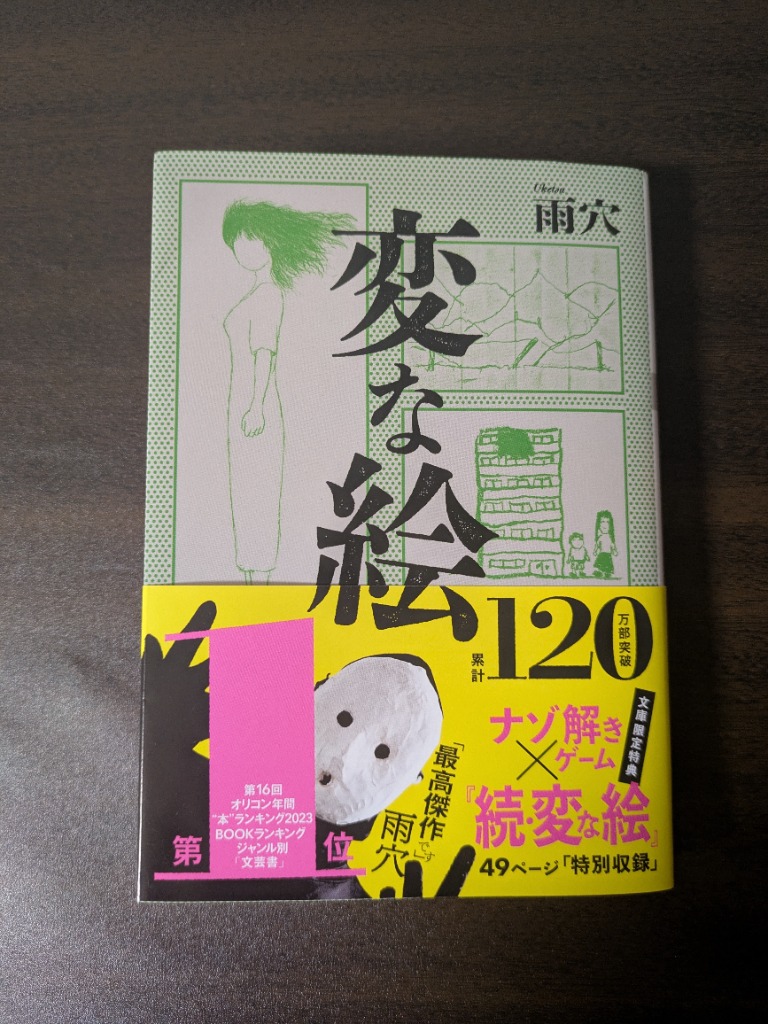 Uketsu
雨穴
変な絵
累計120万部突破
文庫限定特典
ナゾ解き
×ゲーム
『続・変な絵』
49ページ「特別収録」
「最高傑作です」
雨穴
第1位
第16回
オリコン年間
“本”ランキング2023
BOOKランキング
ジャンル別
「文芸書」